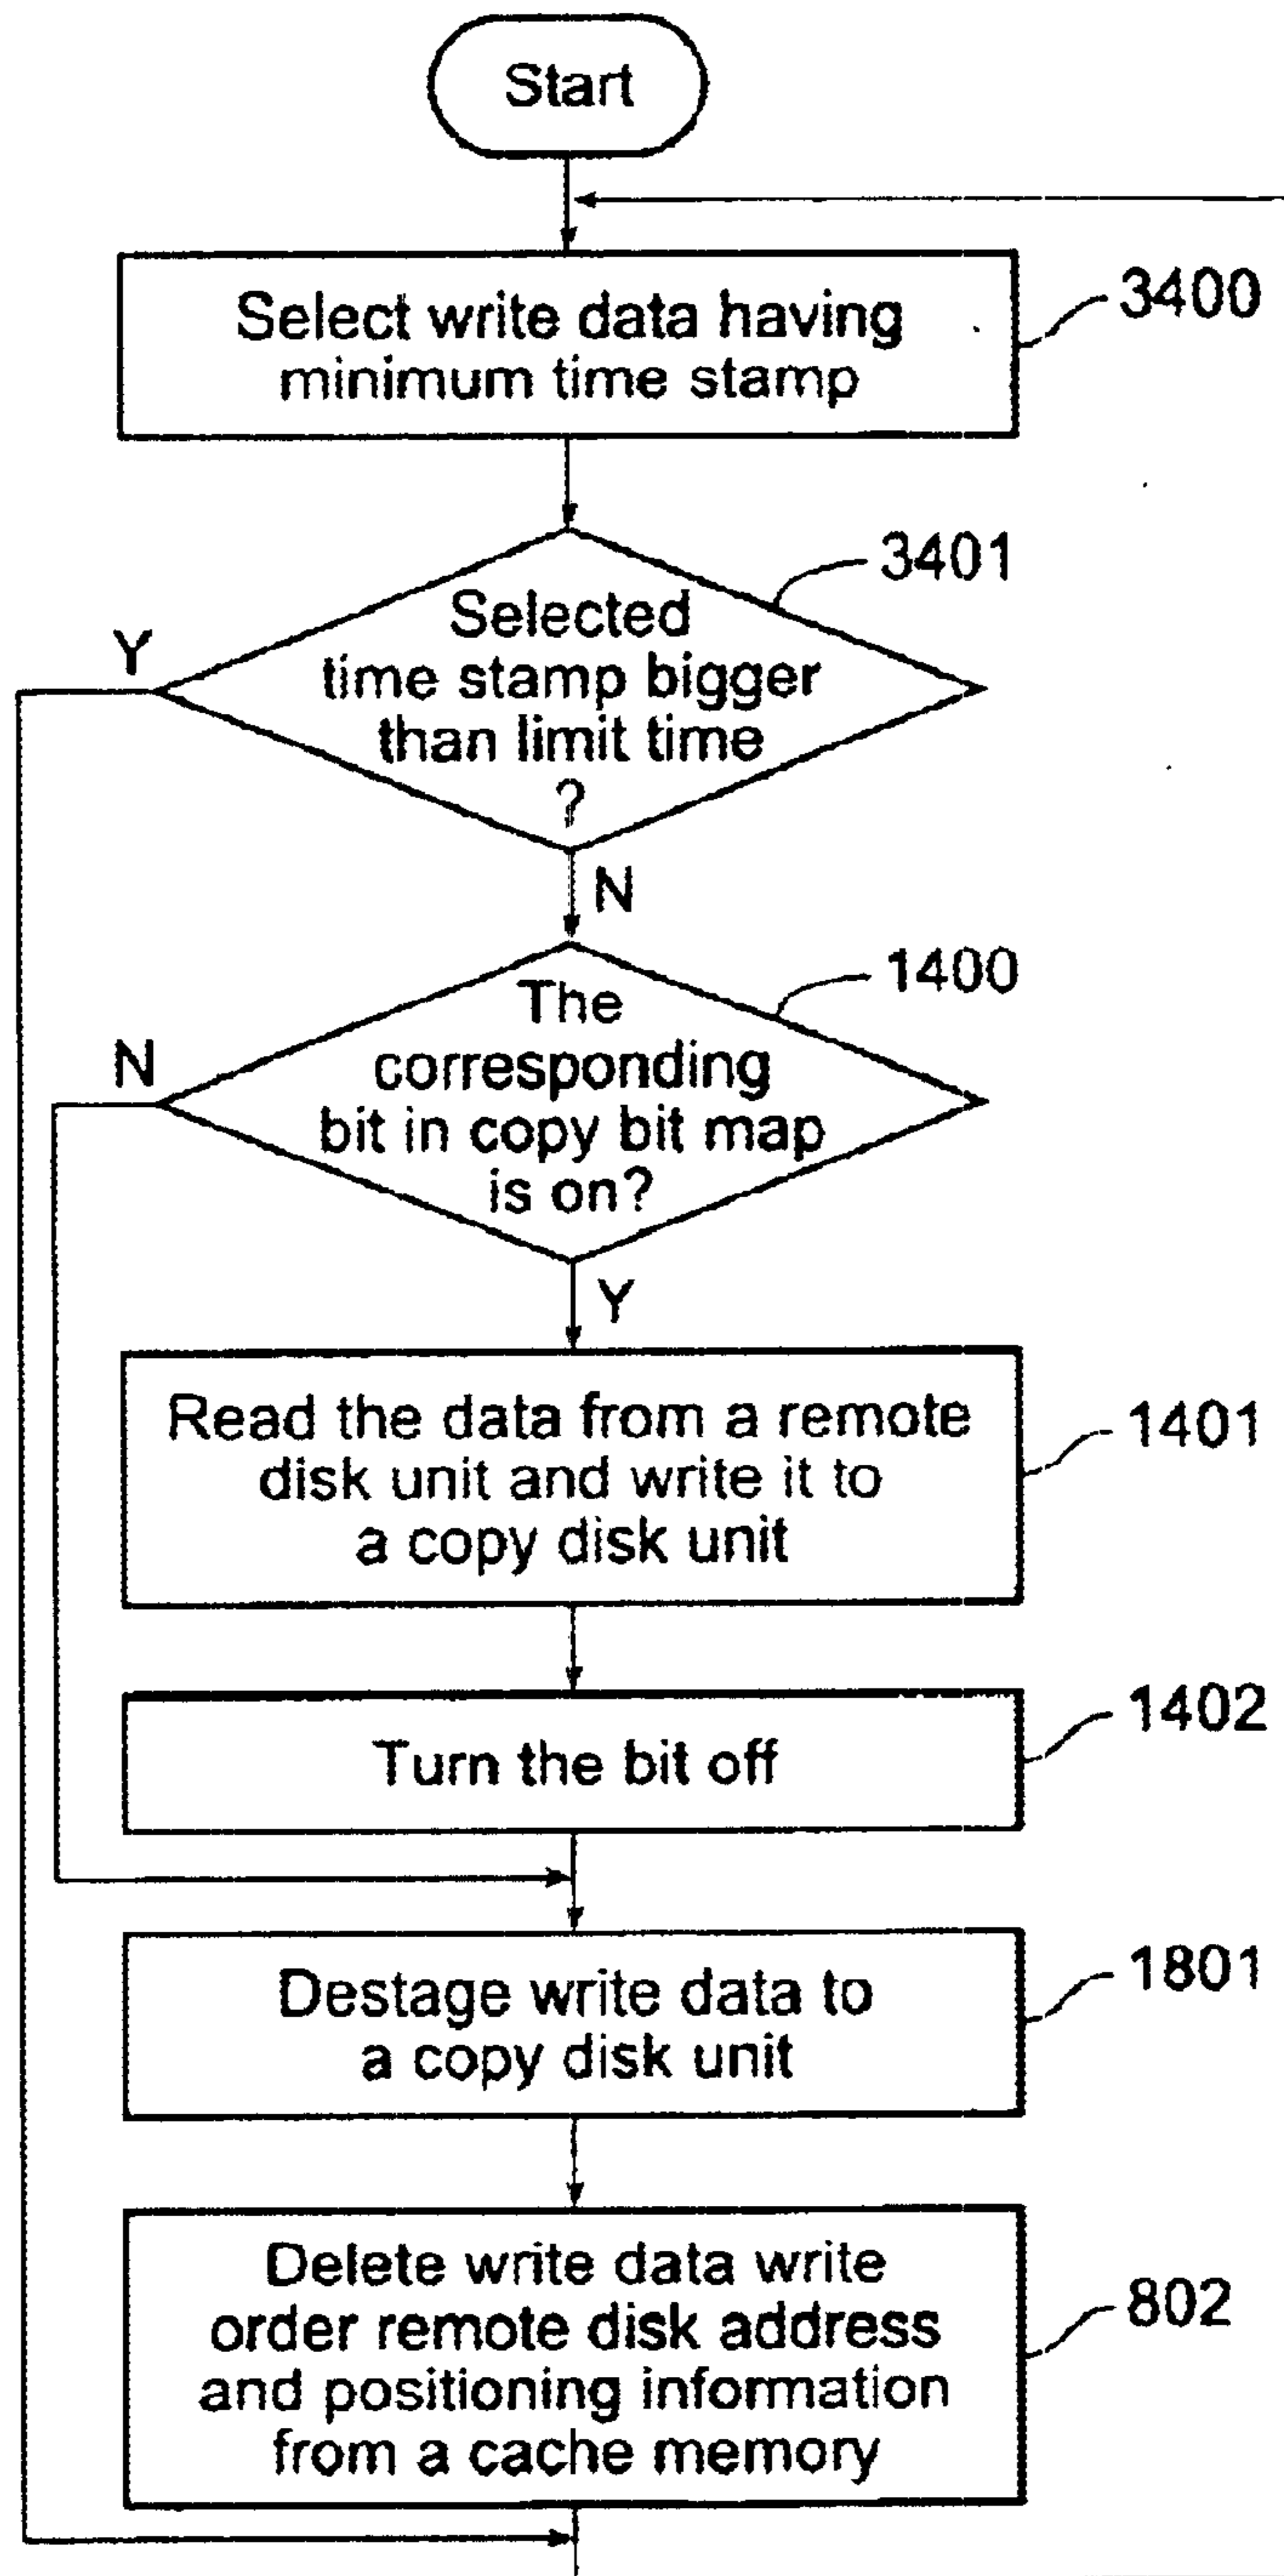 Start
Select write data having
minimum time stamp
3400
3401
Selected
time stamp bigger
than limit time
?
Y
N
1400
The
corresponding
bit in copy bit map
is on?
N
Y
Read the data from a remote
disk unit and write it to
a copy disk unit
1401
Turn the bit off
1402
Destage write data to
a copy disk unit
1801
Delete write data write
order remote disk address
and positioning information
from a cache memory
802